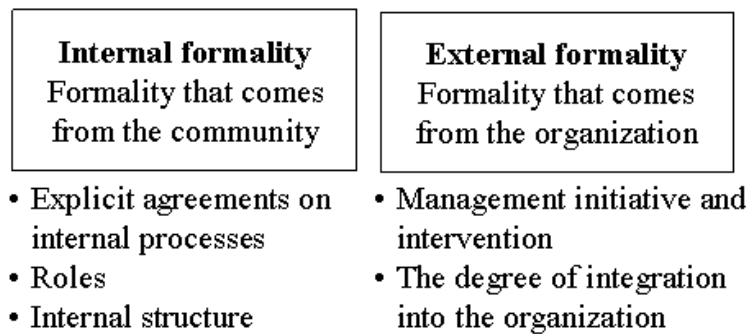 Internal formality
Formality that comes
from the community
• Explicit agreements on
internal processes
• Roles
• Internal structure
External formality
Formality that comes
from the organization
• Management initiative and
intervention
• The degree of integration
into the organization